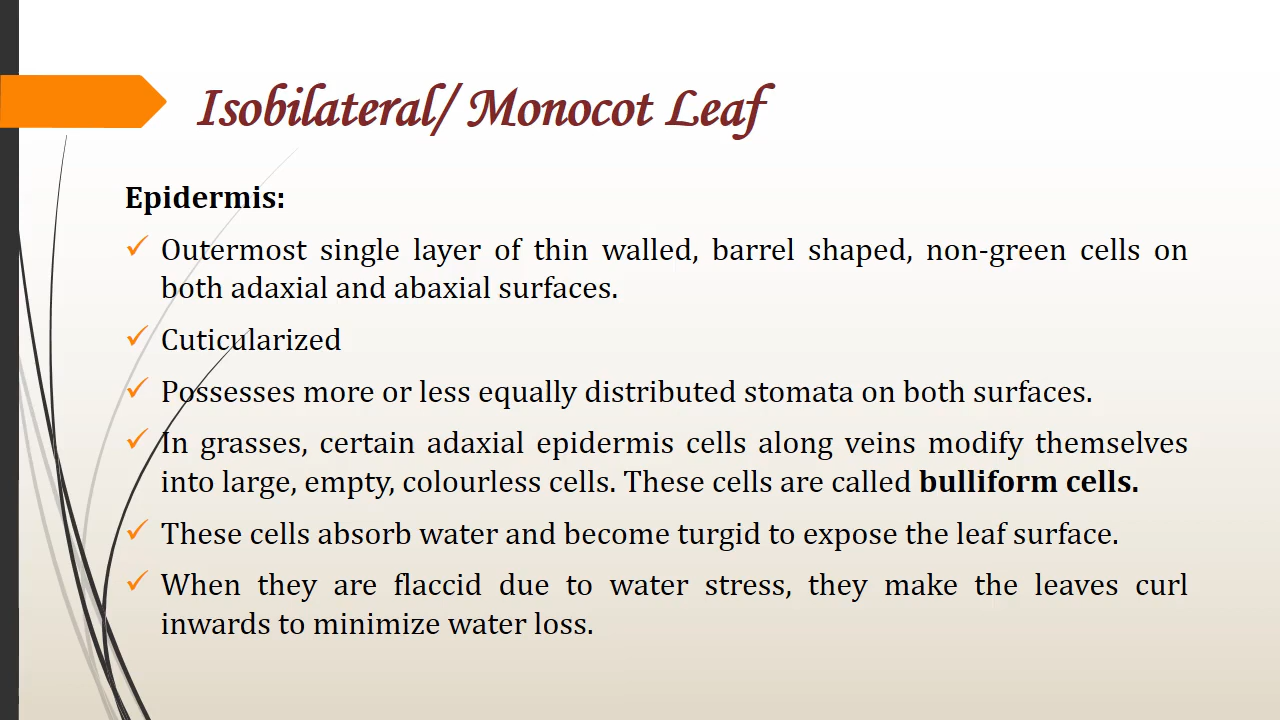 Isobilateral/ Monocot Leaf
Epidermis:
✓ Outermost single layer of thin walled, barrel shaped, non-green cells on
both adaxial and abaxial surfaces.
✓ Cuticularized
✓ Possesses more or less equally distributed stomata on both surfaces.
✓ In grasses, certain adaxial epidermis cells along veins modify themselves
into large, empty, colourless cells. These cells are called bulliform cells.
✓ These cells absorb water and become turgid to expose the leaf surface.
✓ When they are flaccid due to water stress, they make the leaves curl
inwards to minimize water loss.